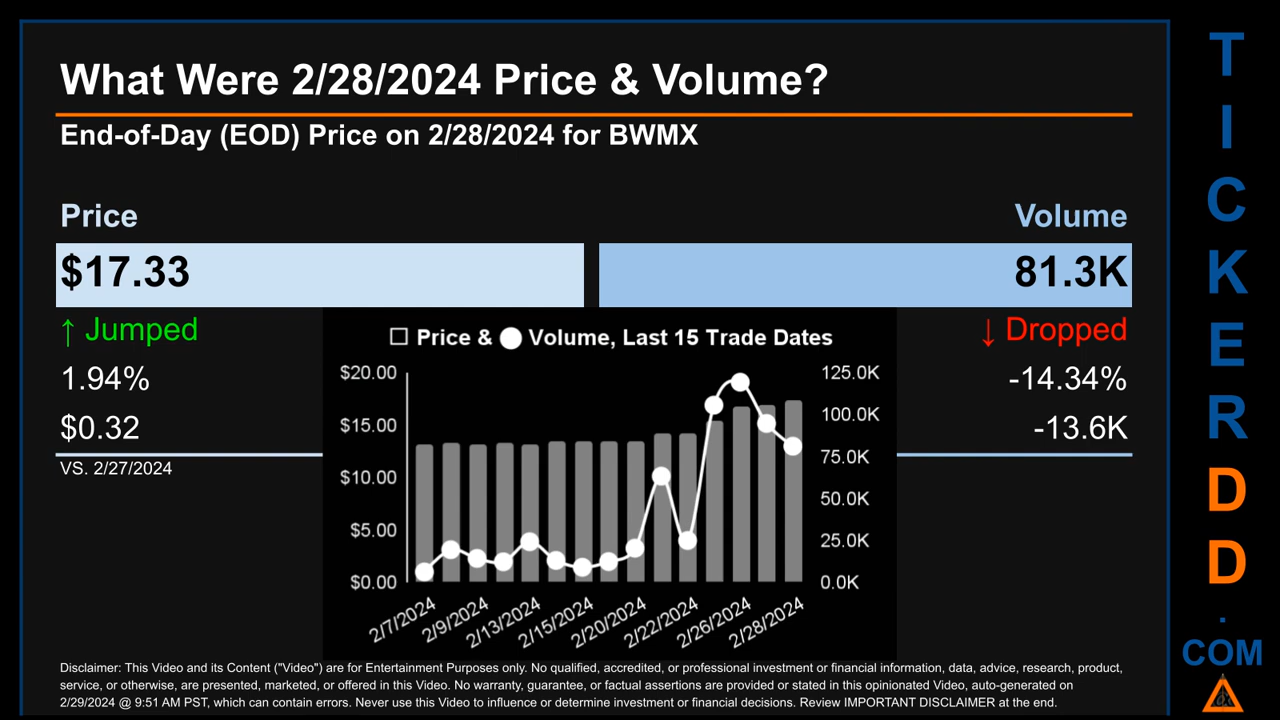 What Were 2/28/2024 Price & Volume?
End-of-Day (EOD) Price on 2/28/2024 for BWMX
Price
Volume
$17.33
81.3K
↑ Jumped
↓ Dropped
1.94%
-14.34%
$0.32
-13.6K
VS. 2/27/2024
Price & Volume, Last 15 Trade Dates
$20.00
$15.00
$10.00
$5.00
$0.00
125.0K
100.0K
75.0K
50.0K
25.0K
0.0K
2/7/2024
2/9/2024
2/13/2024
2/15/2024
2/20/2024
2/22/2024
2/26/2024
2/28/2024
Disclaimer: This Video and its Content ("Video") are for Entertainment Purposes only. No qualified, accredited, or professional investment or financial information, data, advice, research, product,
service, or otherwise, are presented, marketed, or offered in this Video. No warranty, guarantee, or factual assertions are provided or stated in this opinionated Video, auto-generated on
2/29/2024 @ 9:51 AM PST, which can contain errors. Never use this Video to influence or determine investment or financial decisions. Review IMPORTANT DISCLAIMER at the end.
TICKERDD
.
COM